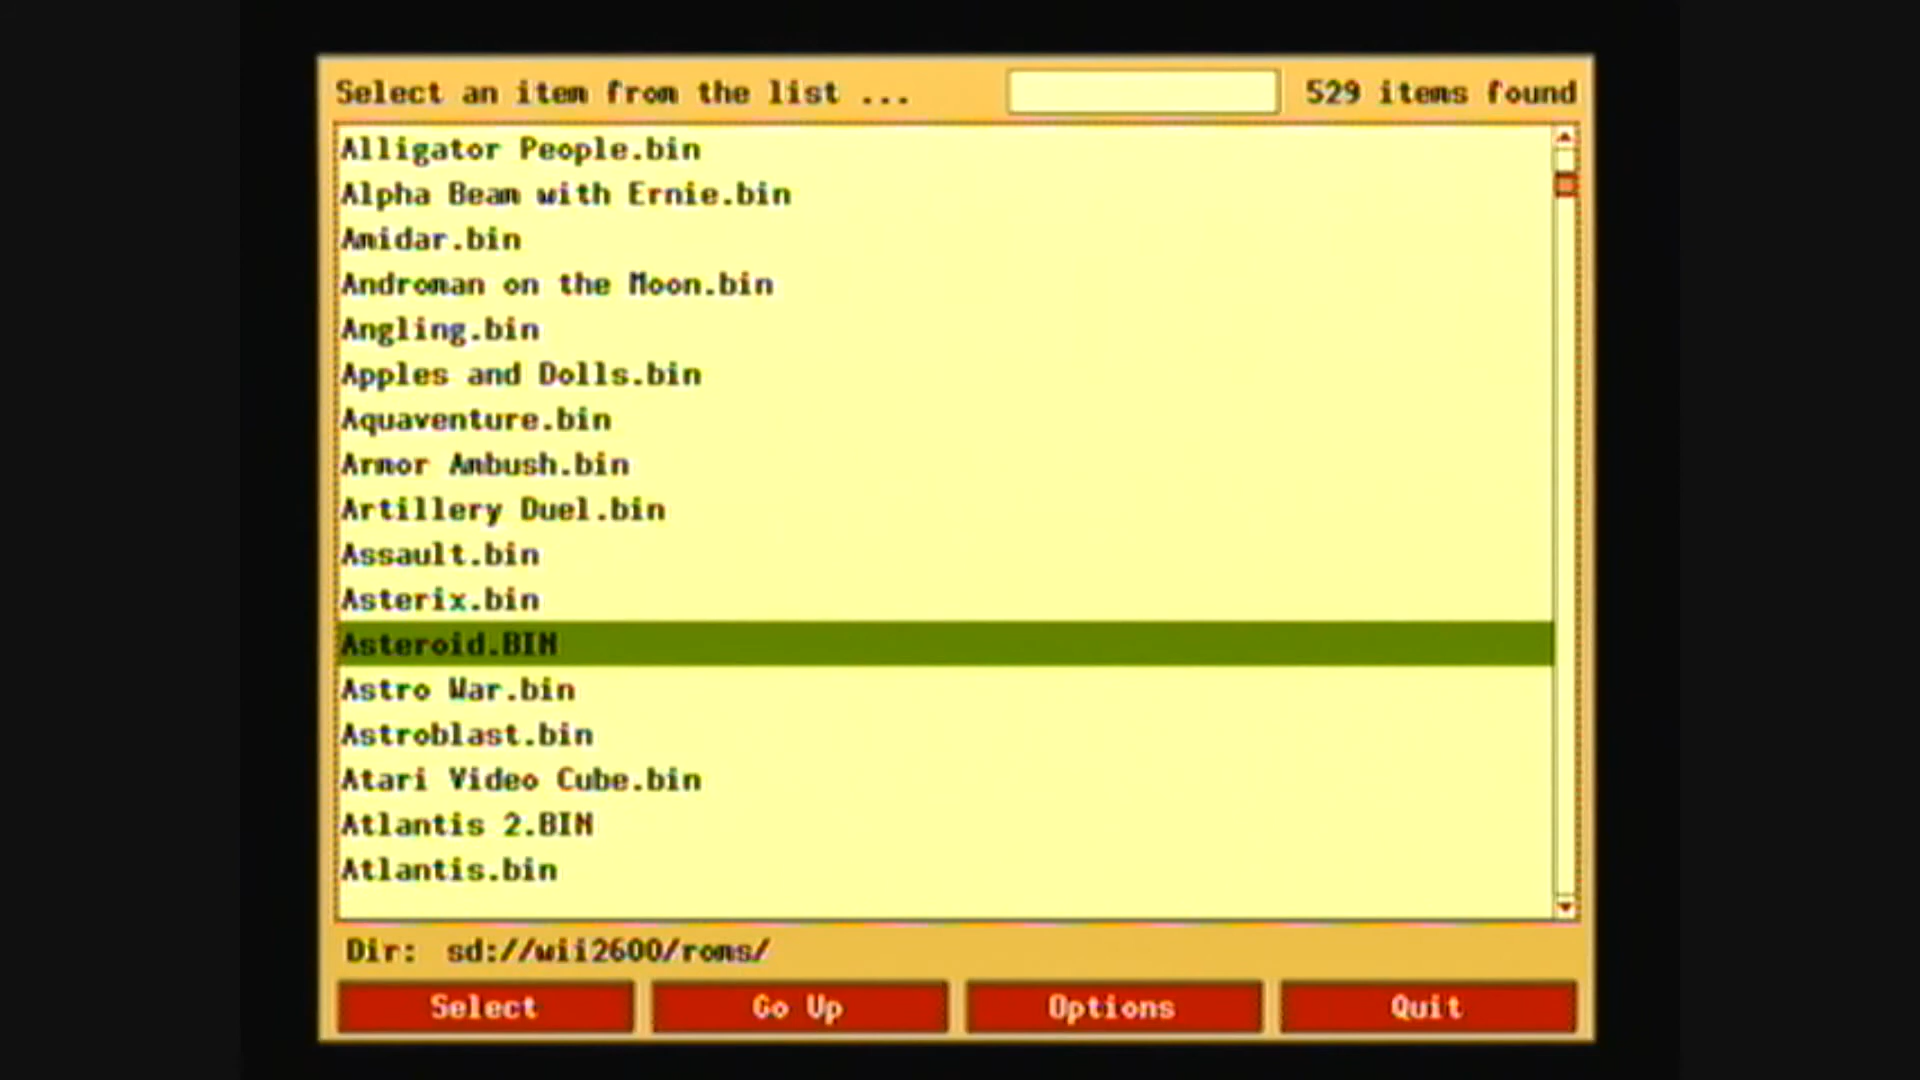 Select an item from the list ...
529 items found
Alligator People.bin
Alpha Beam with Ernie.bin
Amidar.bin
Androman on the Moon.bin
Angling.bin
Apples and Dolls.bin
Aquaventure.bin
Armor Ambush.bin
Artillery Duel.bin
Assault.bin
Asterix.bin
Asteroid.BIN
Astro War.bin
Astroblast.bin
Atari Video Cube.bin
Atlantis 2.BIN
Atlantis.bin
Dir: sd://wii2600/roms/
Select
Go Up
Options
Quit